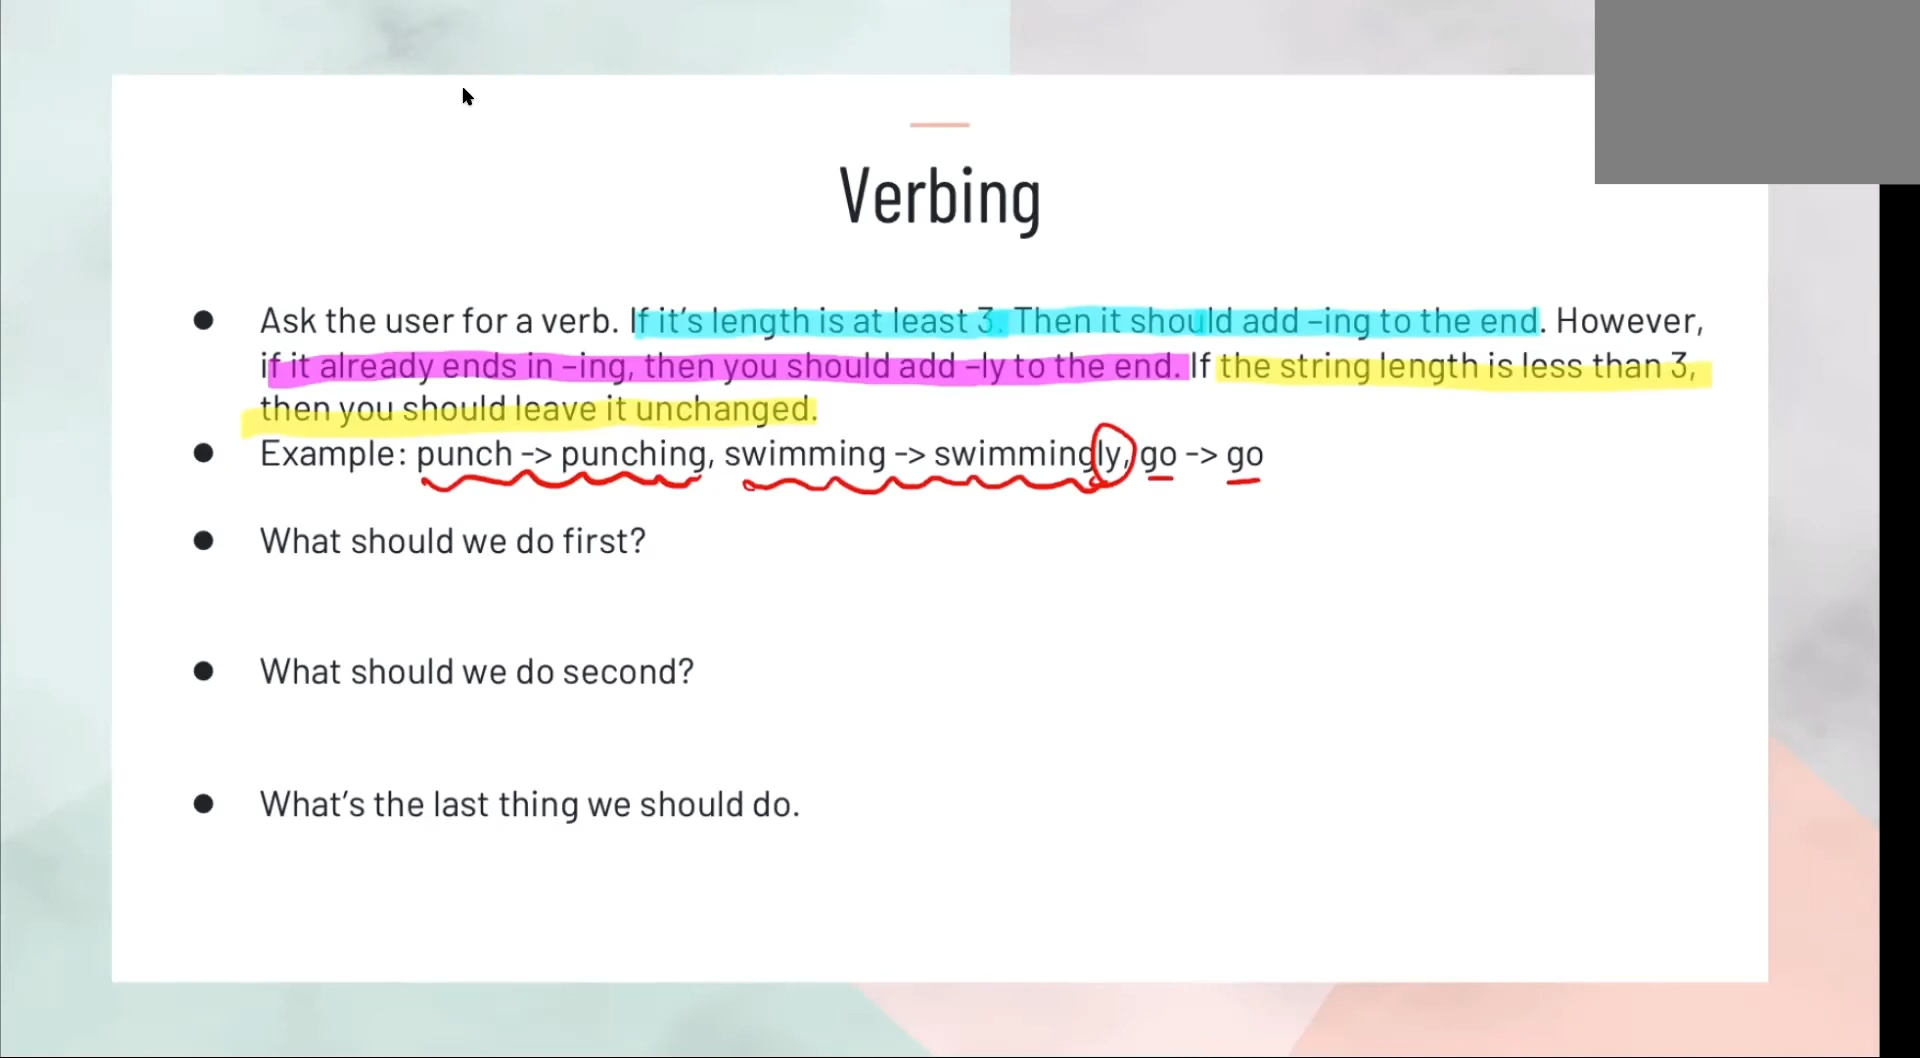 Verbing
● Ask the user for a verb. If it’s length is at least 3. Then it should add –ing to the end. However,
if it already ends in –ing, then you should add –ly to the end. If the string length is less than 3,
then you should leave it unchanged.
● Example: punch -> punching, swimming -> swimmingly, go -> go
● What should we do first?
● What should we do second?
● What’s the last thing we should do.